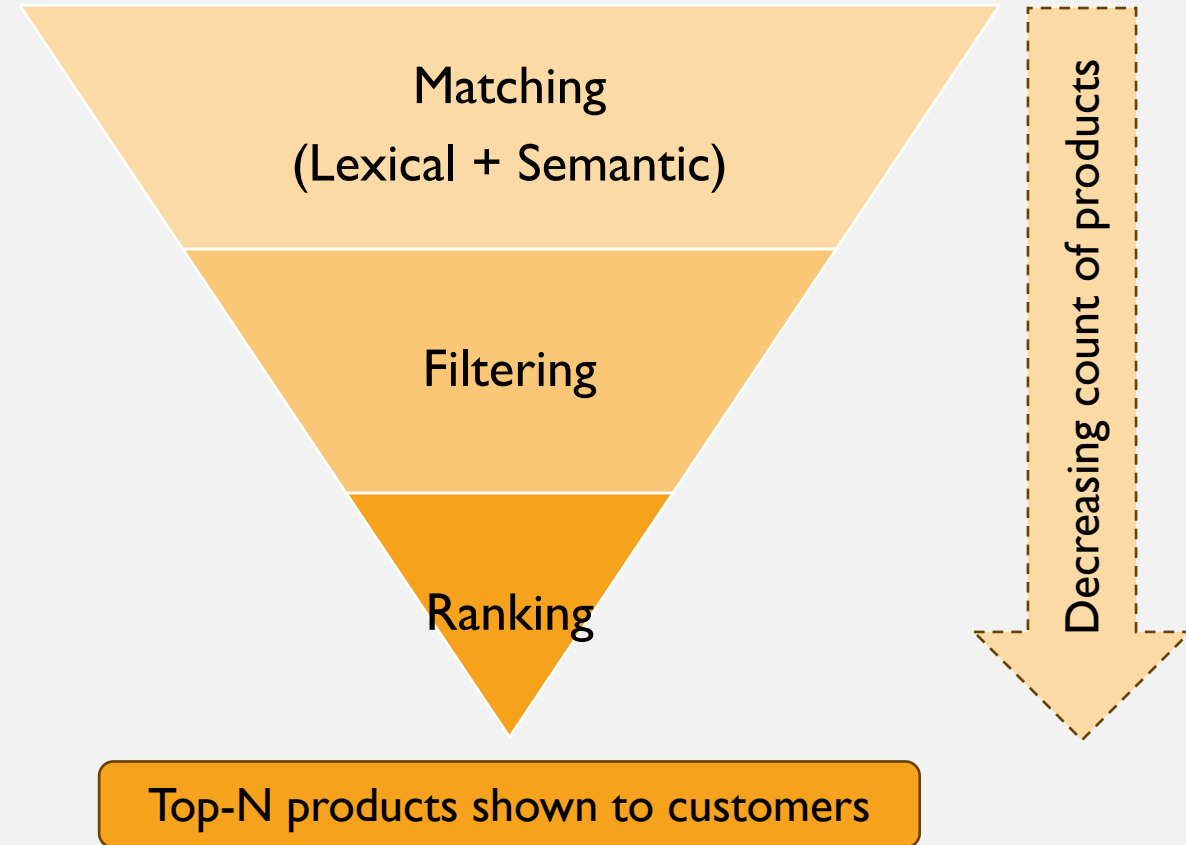 Matching
(Lexical + Semantic)
Filtering
Ranking
Decreasing count of products
Top-N products shown to customers